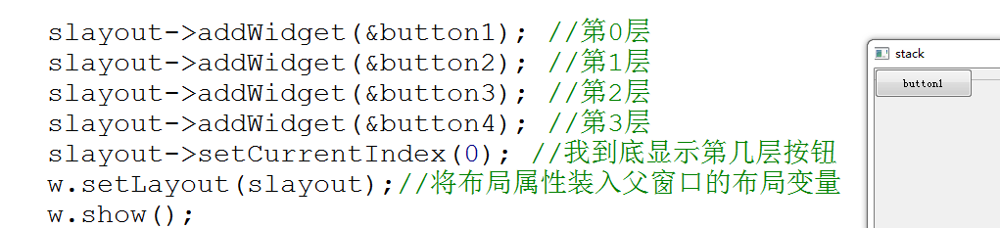 slayout->addWidget(&button1); //第0层
slayout->addWidget(&button2); //第1层
slayout->addWidget(&button3); //第2层
slayout->addWidget(&button4); //第3层
slayout->setCurrentIndex(0); //我到底显示第几层按钮
w.setLayout(slayout);//将布局属性装入父窗口的布局变量
w.show();
stack
button1